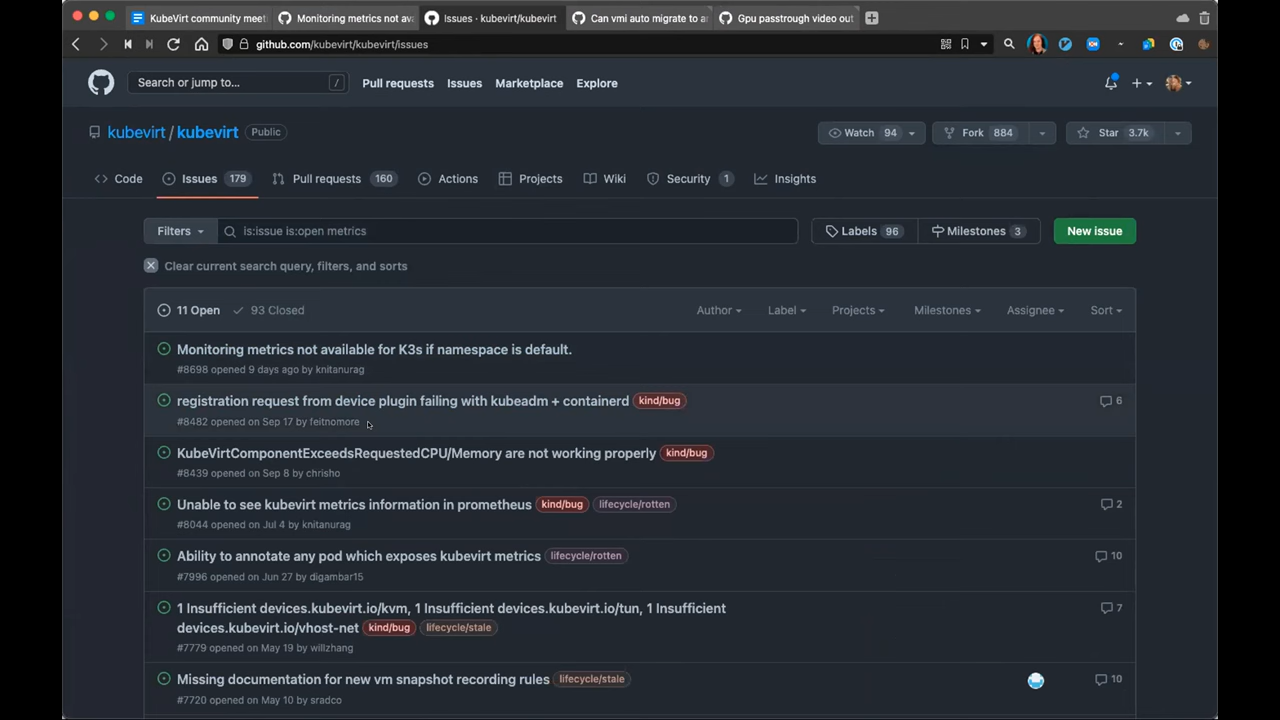 KubeVirt community meet
Monitoring metrics not ava
Issues · kubevirt/kubevirt
Can vmi auto migrate to an
Gpu passtrough video out
github.com/kubevirt/kubevirt/issues
Search or jump to...
/
Pull requests
Issues
Marketplace
Explore
kubevirt / kubevirt
Public
Watch 94
Fork 884
Star 3.7k
Code
Issues 179
Pull requests 160
Actions
Projects
Wiki
Security 1
Insights
Filters
is:issue is:open metrics
Labels 96
Milestones 3
New issue
Clear current search query, filters, and sorts
11 Open
93 Closed
Author
Label
Projects
Milestones
Assignee
Sort
Monitoring metrics not available for K3s if namespace is default.
#8698 opened 9 days ago by knitanurag
registration request from device plugin failing with kubeadm + containerd kind/bug 6
#8482 opened on Sep 17 by feitnomore
KubeVirtComponentExceedsRequestedCPU/Memory are not working properly kind/bug
#8439 opened on Sep 8 by chrisho
Unable to see kubevirt metrics information in prometheus kind/bug lifecycle/rotten 2
#8044 opened on Jul 4 by knitanurag
Ability to annotate any pod which exposes kubevirt metrics lifecycle/rotten 10
#7996 opened on Jun 27 by digambar15
1 Insufficient devices.kubevirt.io/kvm, 1 Insufficient devices.kubevirt.io/tun, 1 Insufficient 7
devices.kubevirt.io/vhost-net kind/bug lifecycle/stale
#7779 opened on May 19 by willzhang
Missing documentation for new vm snapshot recording rules lifecycle/stale 10
#7720 opened on May 10 by sradco